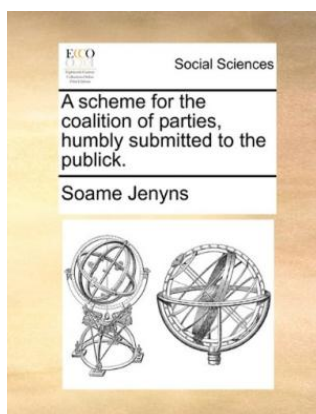 ECCO
Social Sciences
A scheme for the
coalition of parties,
humbly submitted to the
publick.
Soame Jenyns